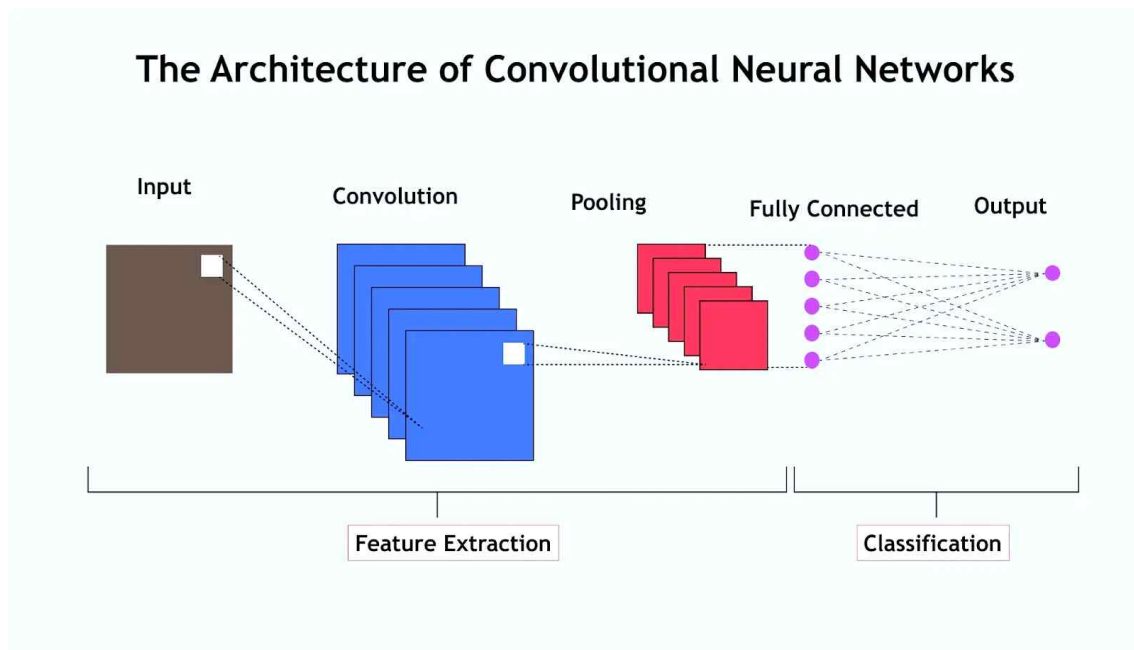 The Architecture of Convolutional Neural Networks
Input
Convolution
Pooling
Fully Connected
Output
Feature Extraction
Classification